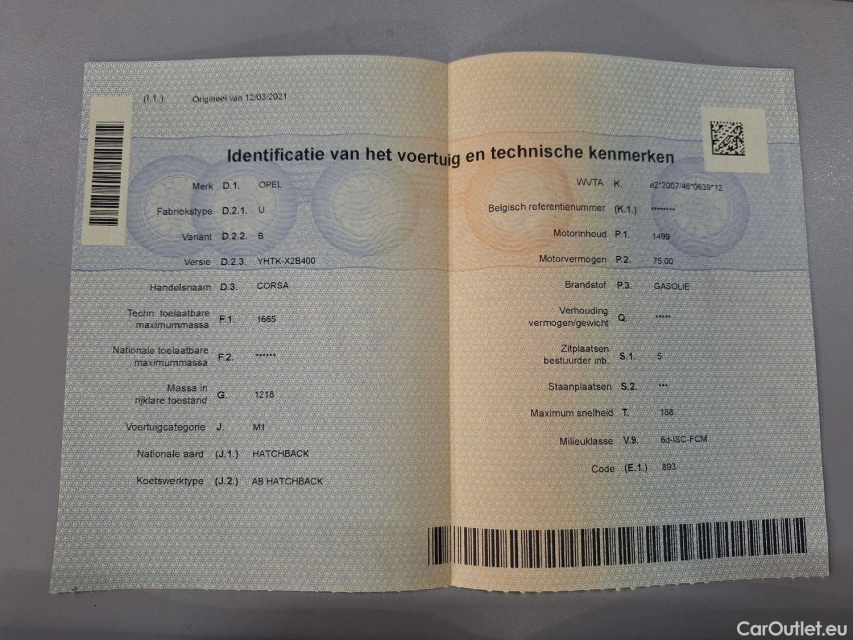 (I.1.) Origineel van 12/03/2021
Identificatie van het voertuig en technische kenmerken
Merk D.1. OPEL
Fabriekstype D.2.1. U
Variant D.2.2. B
Versie D.2.3. YHTK-X2B400
Handelsnaam D.3. CORSA
Techn. toelaatbare
maximummassa F.1. 1665
Nationale toelaatbare
maximummassa F.2. ******
Massa in
rijklare toestand G. 1218
Voertuigcategorie J. M1
Nationale aard (J.1.) HATCHBACK
Koetswerktype (J.2.) AB HATCHBACK
WVTA K. e2*2007/46*0639*12
Belgisch referentienummer (K.1.) ********
Motorinhoud P.1. 1499
Motorvermogen P.2. 75.00
Brandstof P.3. GASOLIE
Verhouding
vermogen/gewicht Q. *****
Zitplaatsen
bestuurder inb. S.1. 5
Staanplaatsen S.2. ***
Maximum snelheid T. 188
Milieuklasse V.9. 6d-ISC-FCM
Code (E.1.) 893
CarOutlet.eu